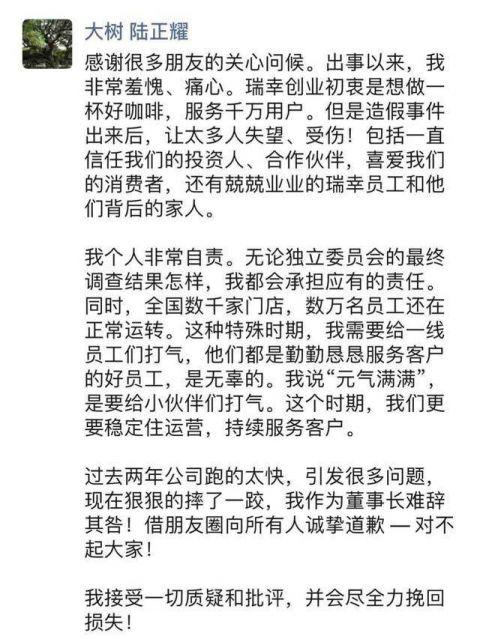 大树 陆正耀
感谢很多朋友的关心问候。出事以来，我
非常羞愧、痛心。瑞幸创业初衷是想做一
杯好咖啡，服务千万用户。但是造假事件
出来后，让太多人失望、受伤！包括一直
信任我们的投资人、合作伙伴，喜爱我们
的消费者，还有兢兢业业的瑞幸员工和他
们背后的家人。
我个人非常自责。无论独立委员会的最终
调查结果怎样，我都会承担应有的责任。
同时，全国数千家门店，数万名员工还在
正常运转。这种特殊时期，我需要给一线
员工们打气，他们都是勤勤恳恳服务客户
的好员工，是无辜的。我说“元气满满”，
是要给小伙伴们打气。这个时期，我们更
要稳定住运营，持续服务客户。
过去两年公司跑的太快，引发很多问题，
现在狠狠的摔了一跤，我作为董事长难辞
其咎！借朋友圈向所有人诚挚道歉 — 对不
起大家！
我接受一切质疑和批评，并会尽全力挽回
损失！